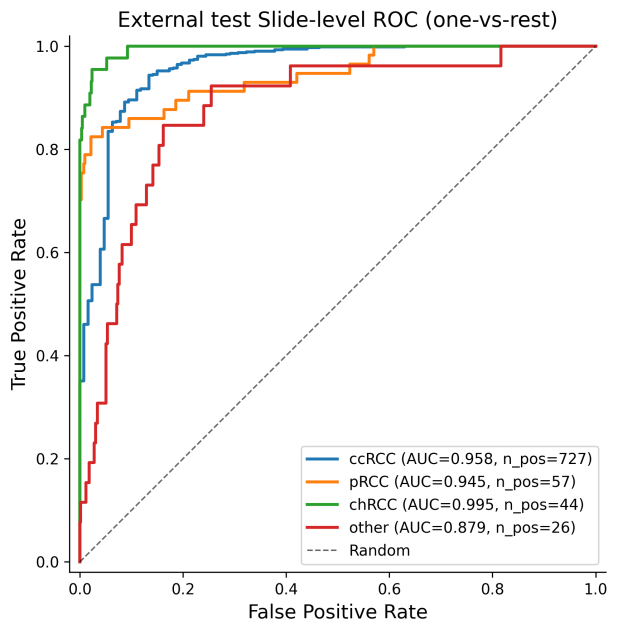 External test Slide-level ROC (one-vs-rest)
True Positive Rate
1.0
0.8
0.6
0.4
0.2
0.0
0.0 0.2 0.4 0.6 0.8 1.0
False Positive Rate
ccRCC (AUC=0.958, n_pos=727)
pRCC (AUC=0.945, n_pos=57)
chRCC (AUC=0.995, n_pos=44)
other (AUC=0.879, n_pos=26)
Random